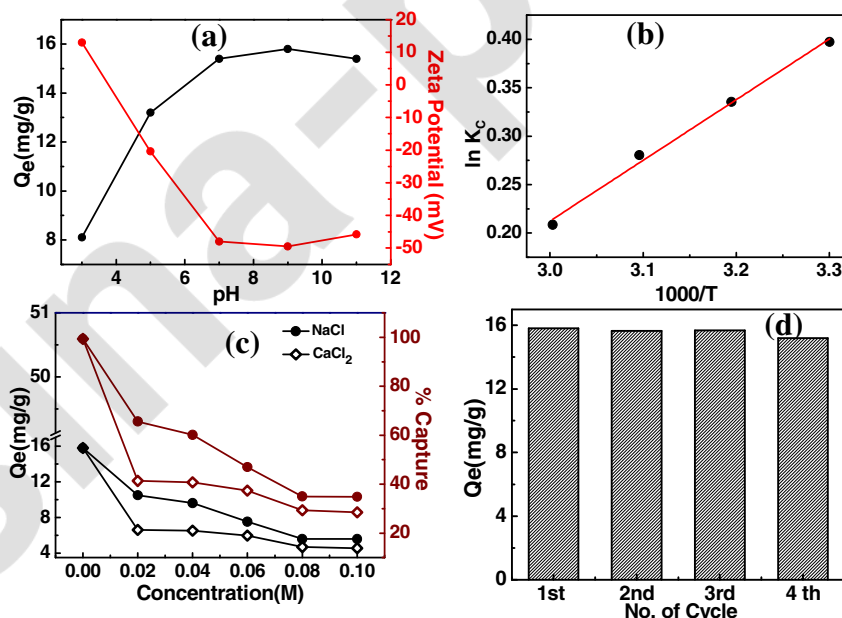 (a)
Qe(mg/g)
16
14
12
10
8
20
10
0
-10
-20
-30
-40
-50
Zeta Potential (mV)
4 6 8 10 12
pH
(b)
ln K_C
0.40
0.35
0.30
0.25
0.20
3.0 3.1 3.2 3.3
1000/T
(c)
NaCl
CaCl₂
Qe(mg/g)
51
50
16
12
8
4
100
80
60
40
20
% Capture
0.00 0.02 0.04 0.06 0.08 0.10
Concentration(M)
(d)
Qe(mg/g)
16
12
8
4
0
1st 2nd 3rd 4 th
No. of Cycle